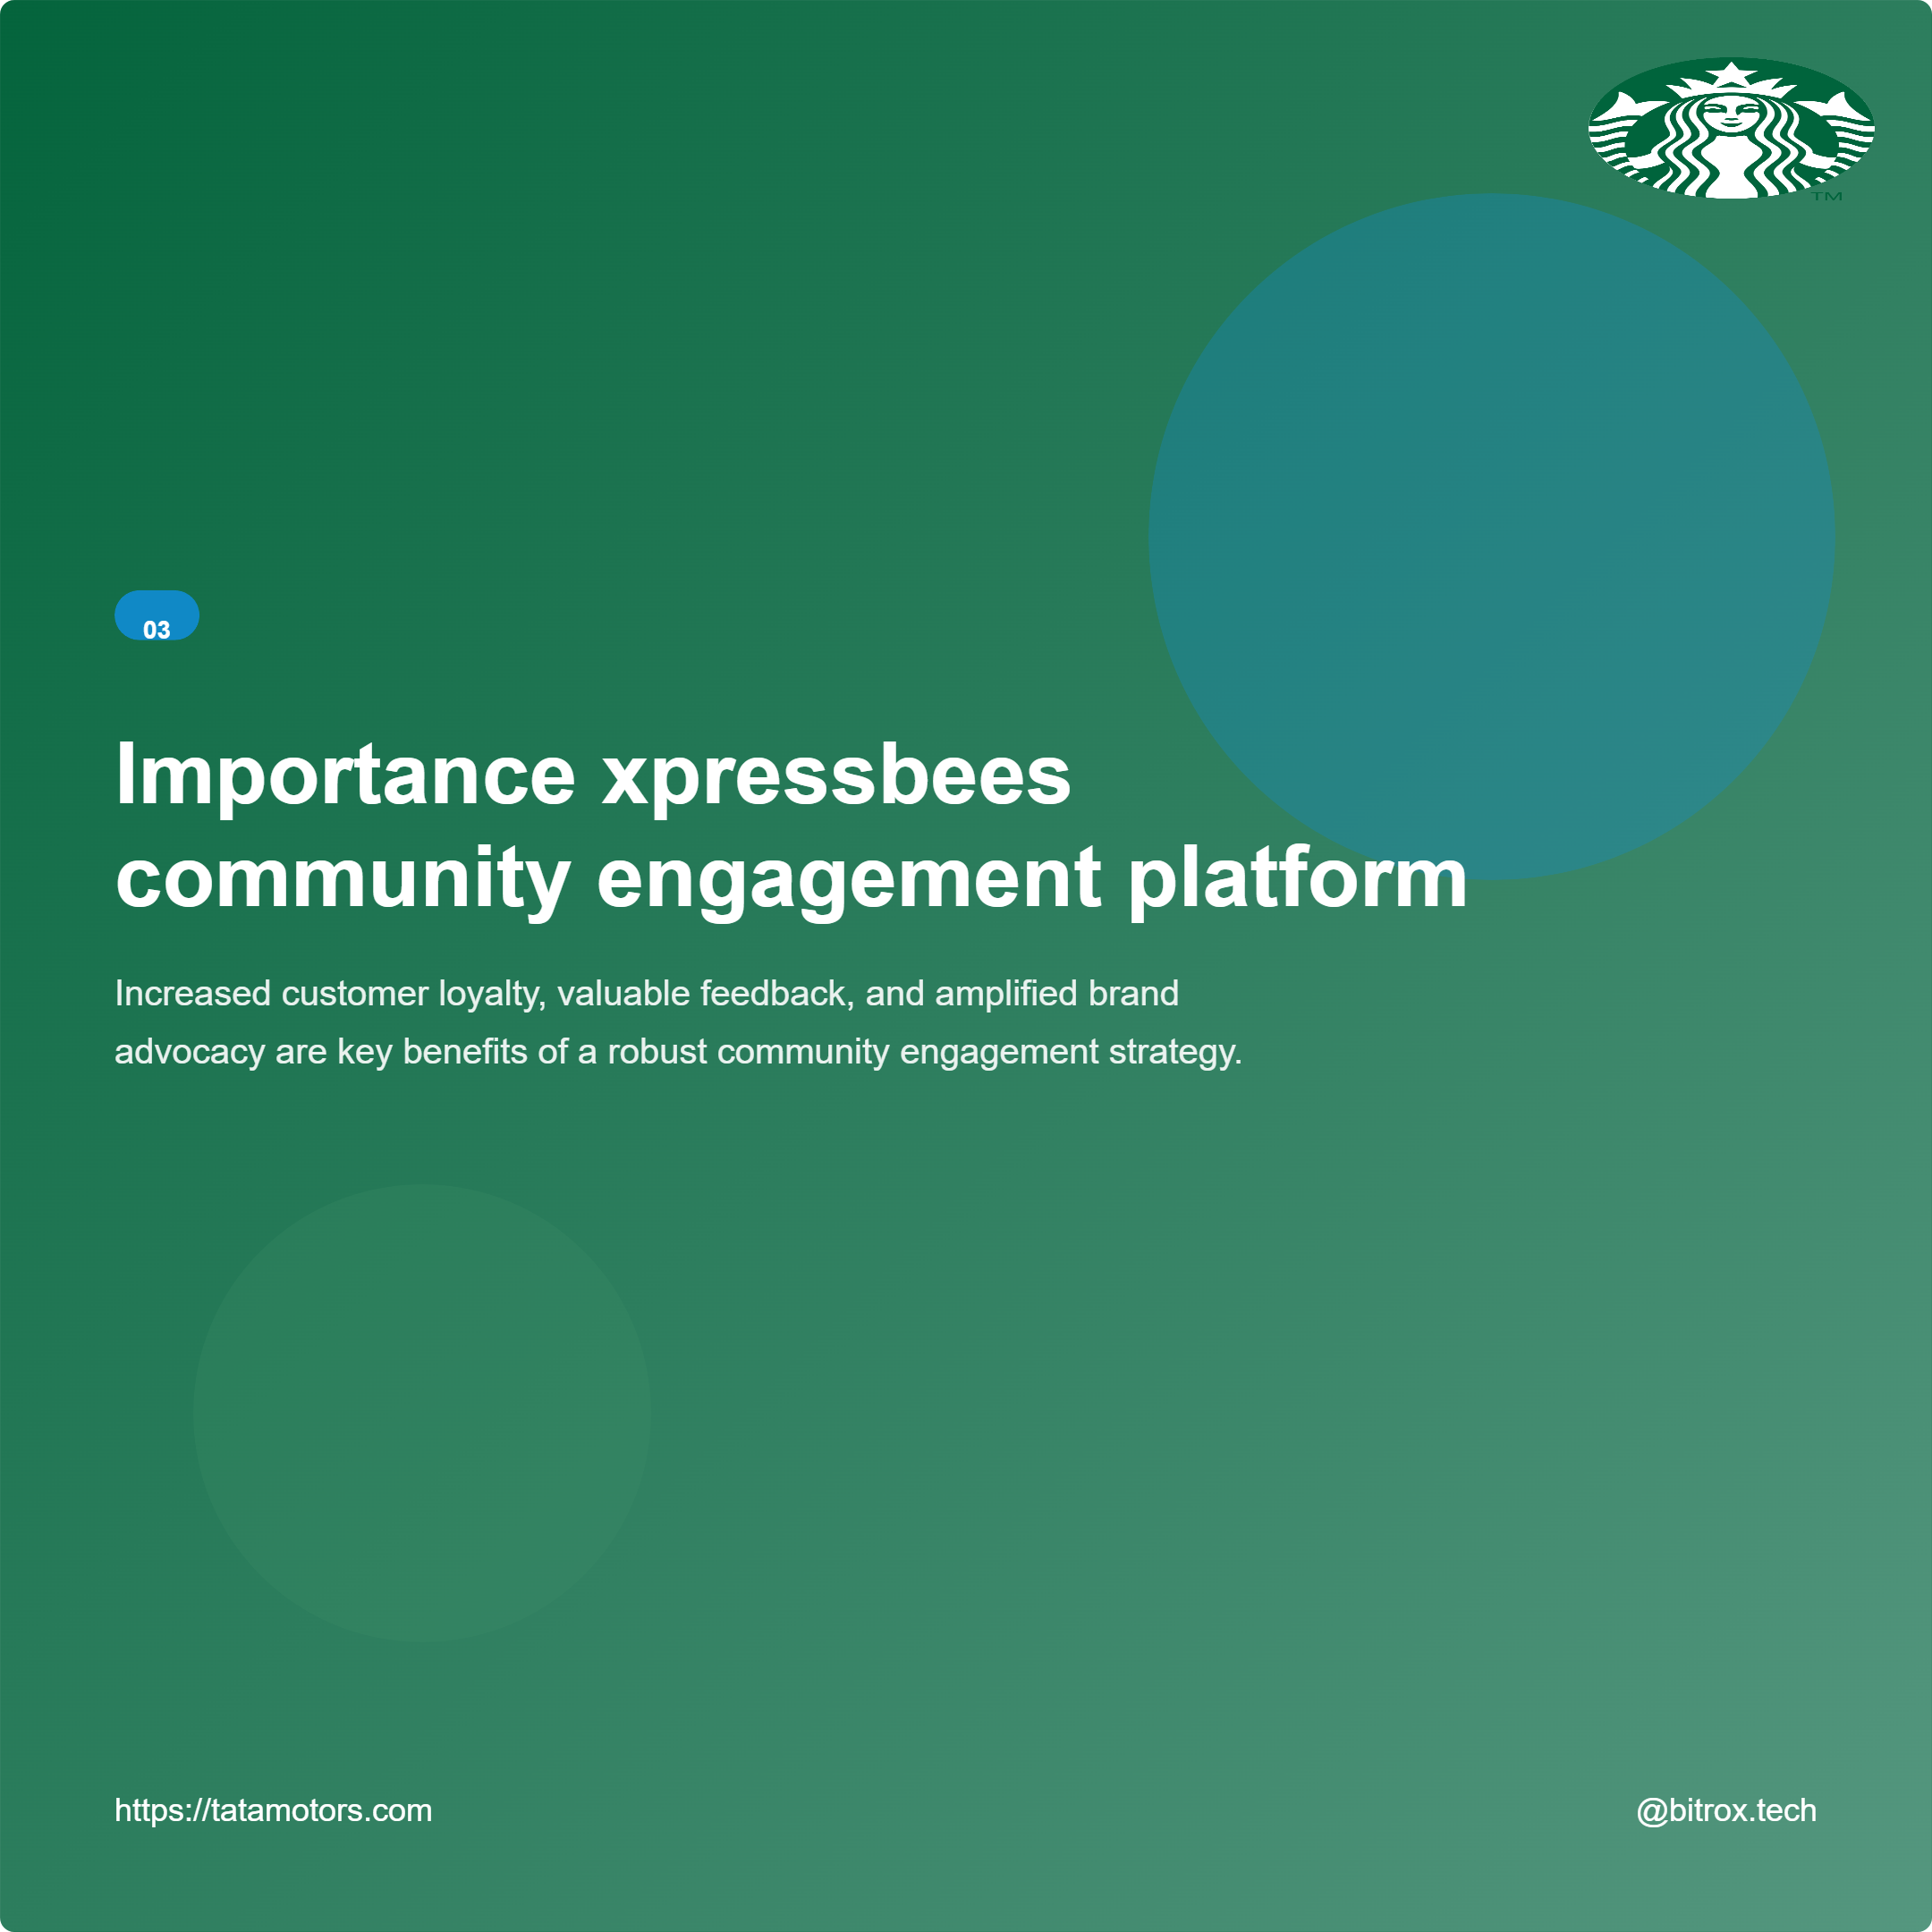 TM
03
Importance xpressbees
community engagement platform
Increased customer loyalty, valuable feedback, and amplified brand
advocacy are key benefits of a robust community engagement strategy.
https://tatamotors.com
@bitrox.tech